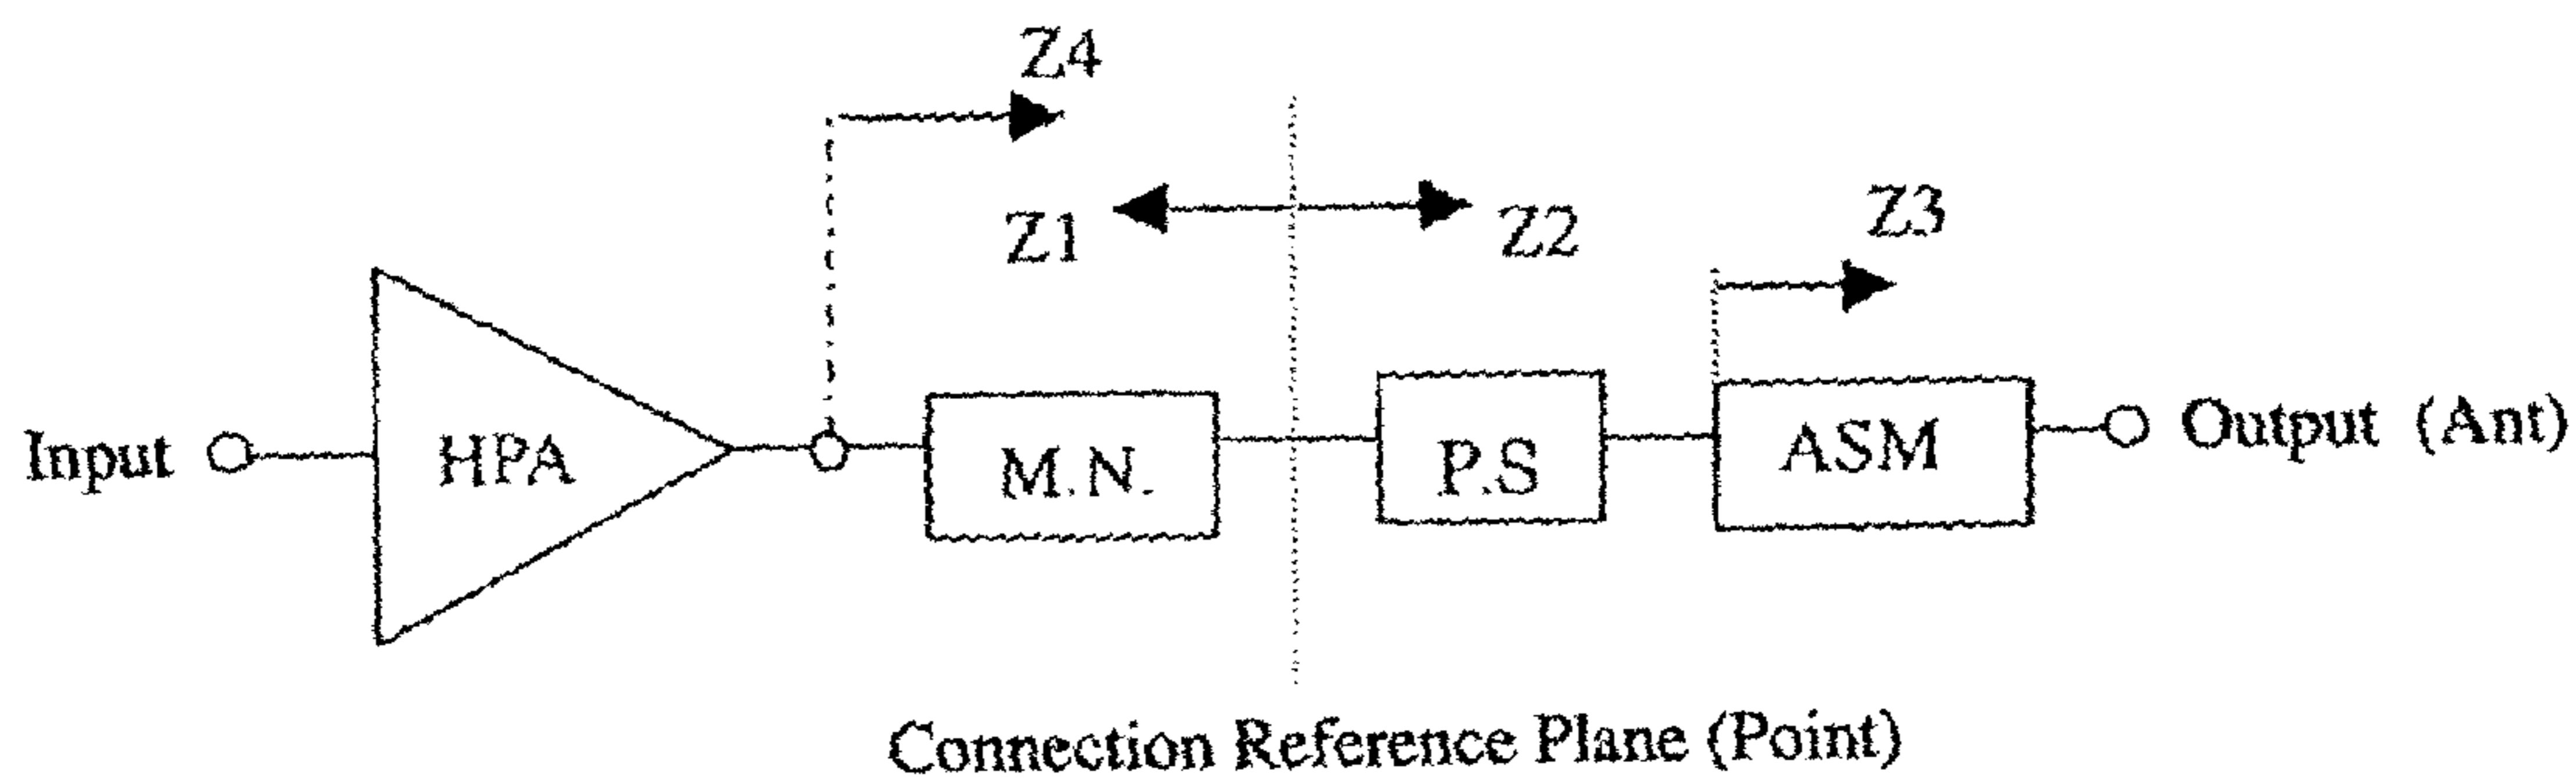 Z4
Z1
Z2
Z3
Input
HPA
M.N.
P.S
ASM
Output (Ant)
Connection Reference Plane (Point)